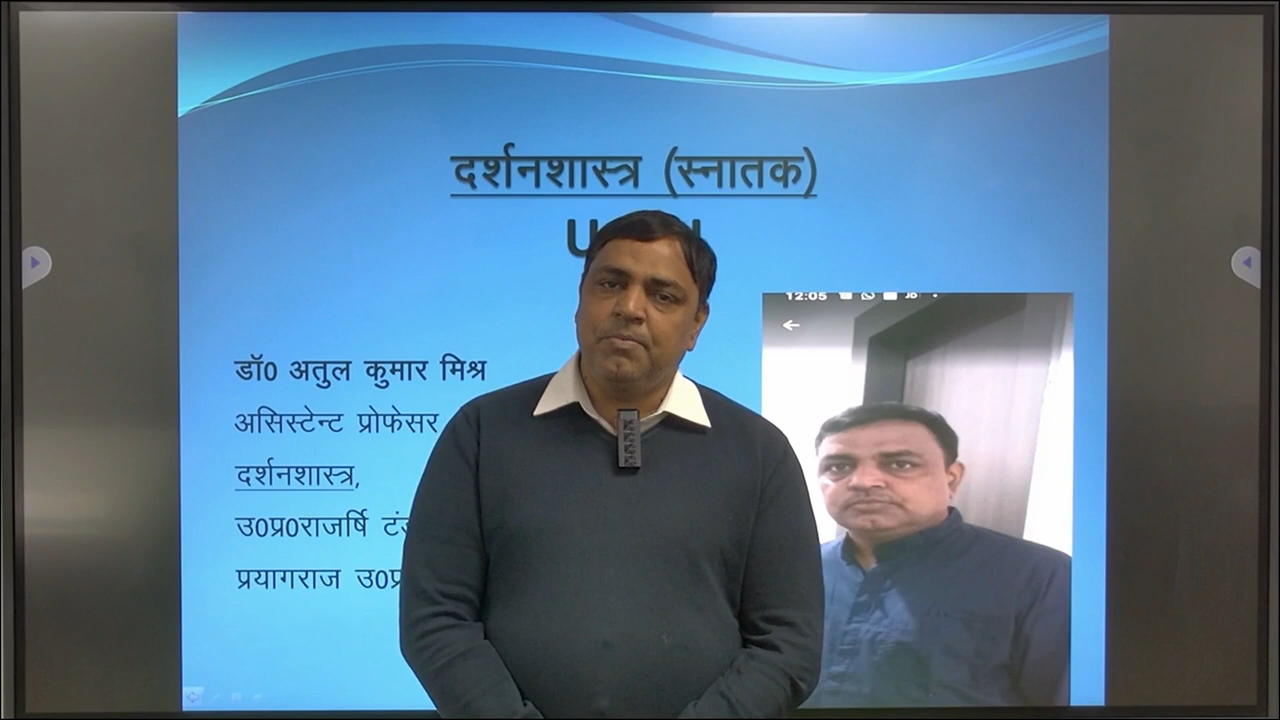 दर्शनशास्त्र (स्नातक)
डॉ0 अतुल कुमार मिश्र
असिस्टेन्ट प्रोफेसर
दर्शनशास्त्र,
उ0प्र0राजर्षि
प्रयागराज
12:05